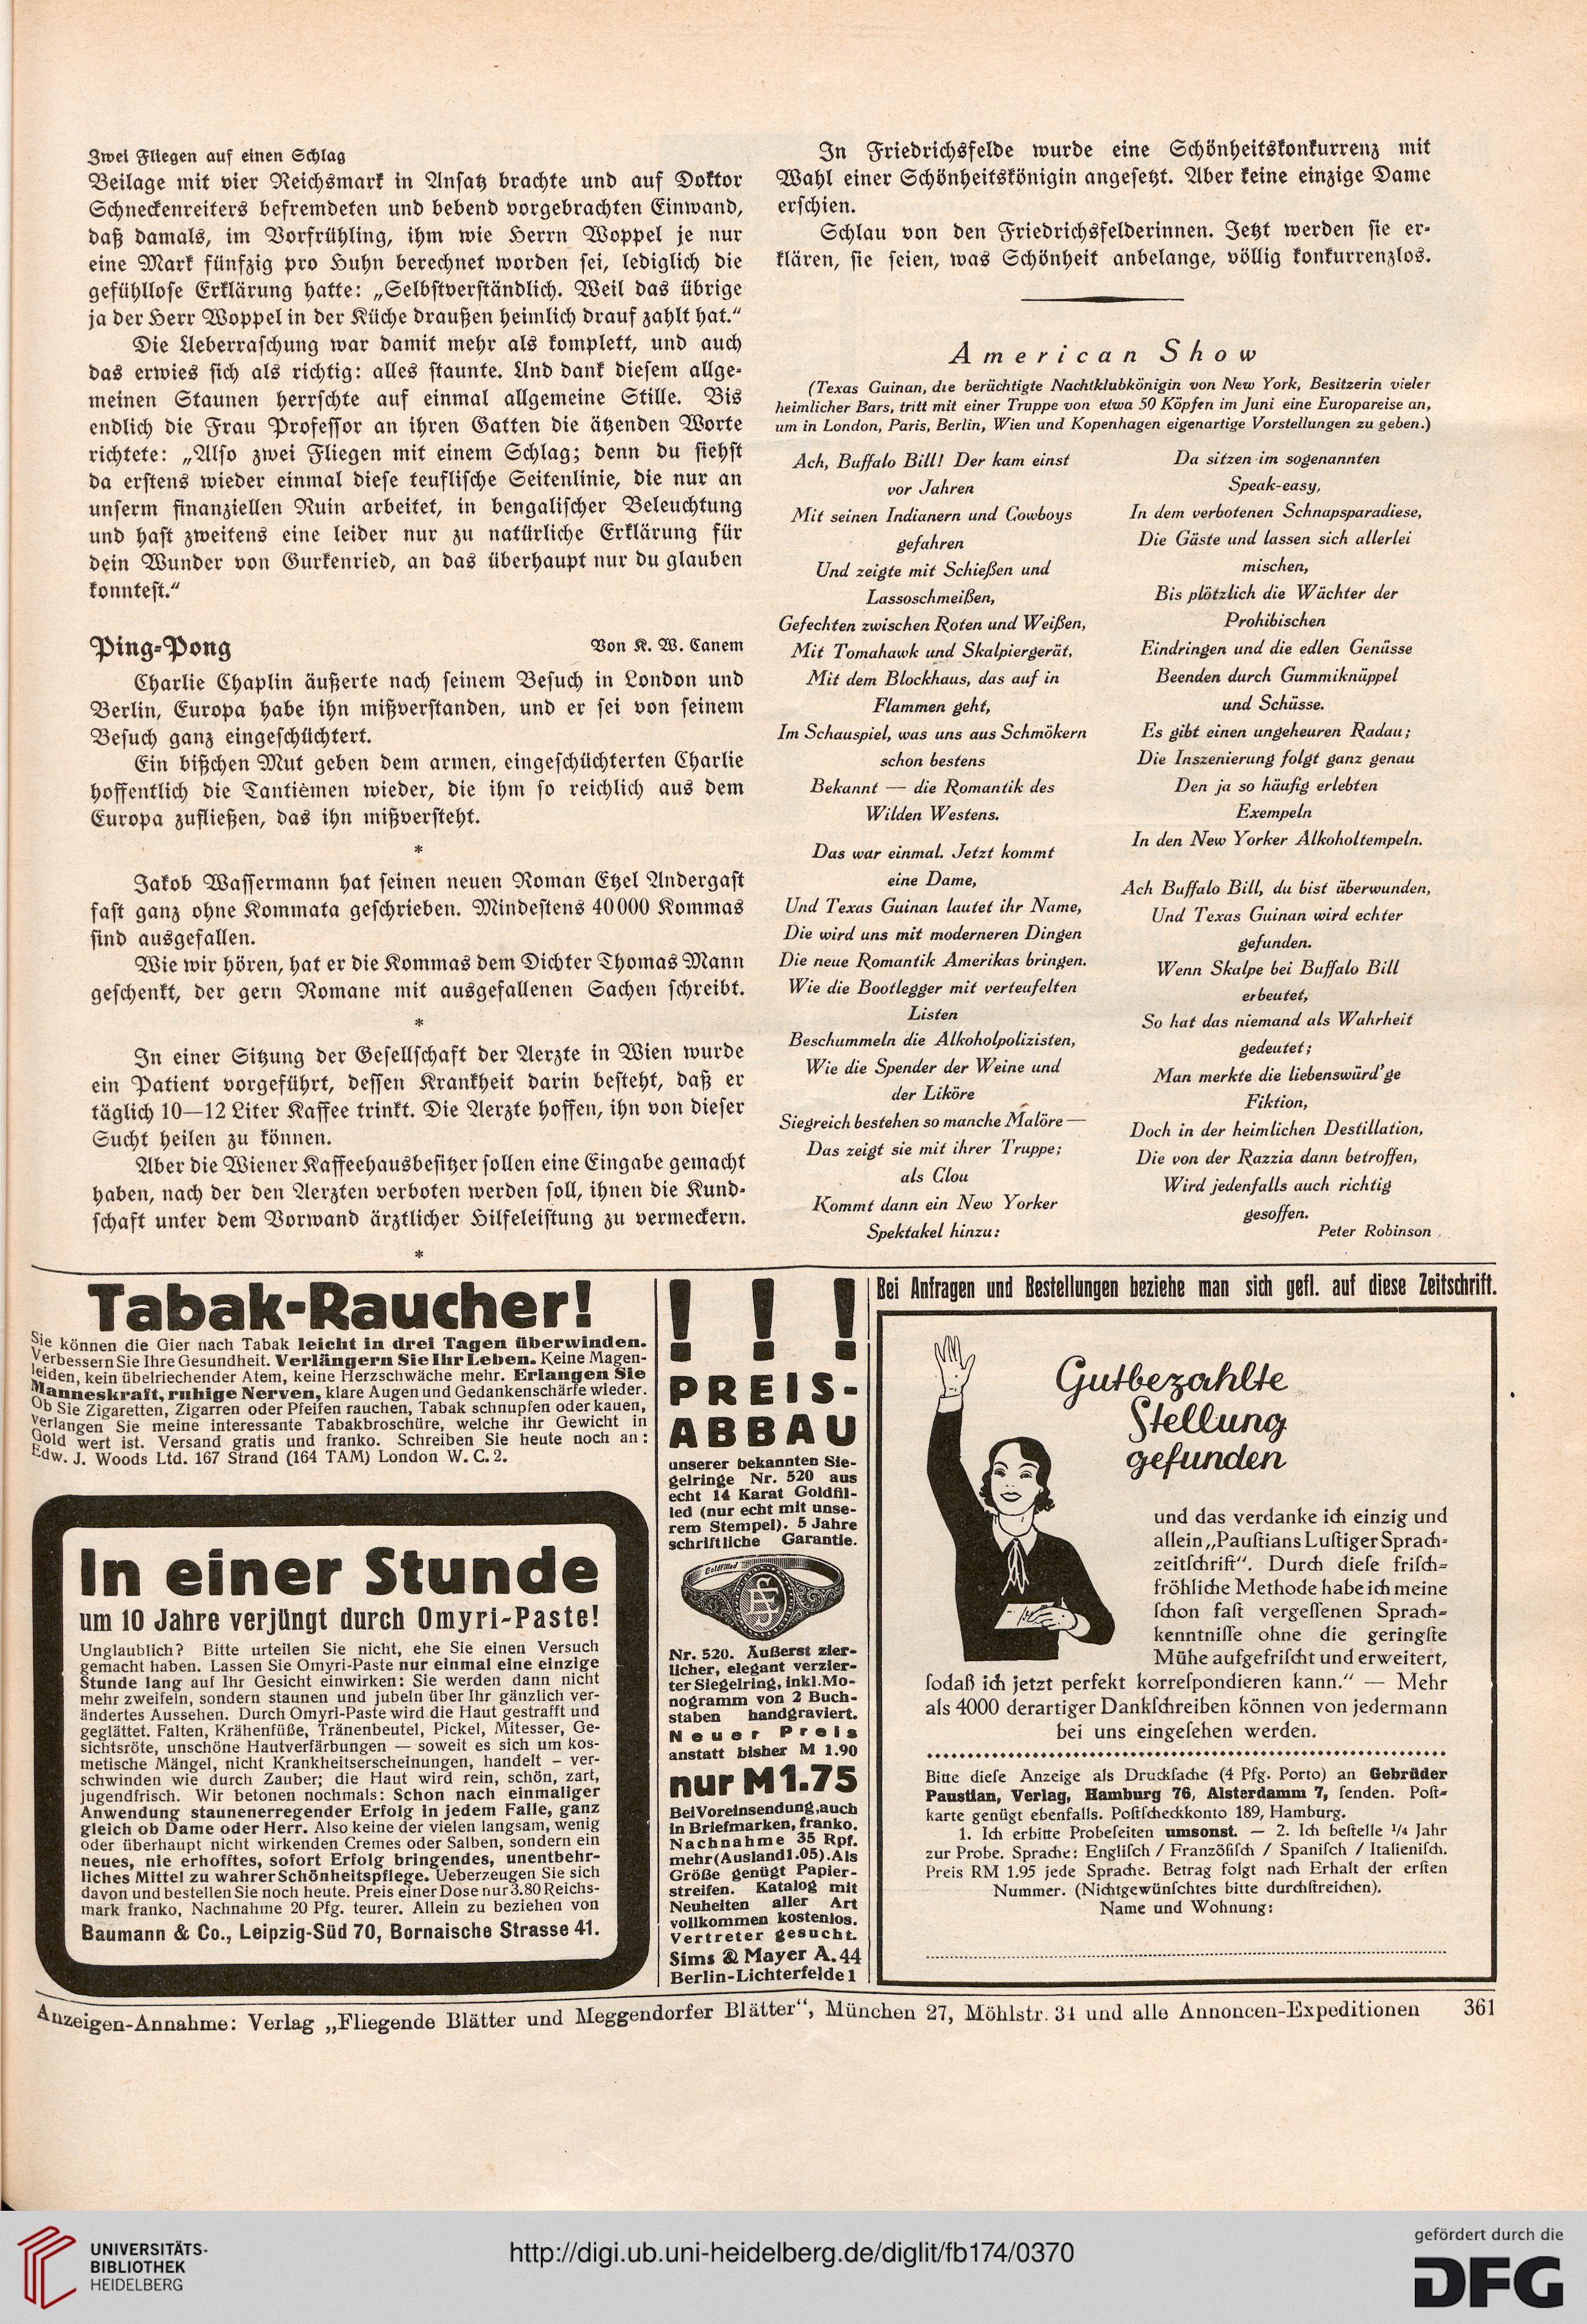 Zwei Fliegen auf einen Schlag
Beilage mit vier Reichsmark in Ansatz brachte und auf Doktor
Schneckenreiters befremdeten und bebend vorgebrachten Einwand,
daß damals, im Vorfrühling, ihm wie Herrn Woppel je nur
eine Mark fünfzig pro Huhn berechnet worden sei, lediglich die
gefühllose Erklärung hatte: „Selbstverständlich. Weil das übrige
ja der Herr Woppel in der Küche draußen heimlich drauf zahlt hat.“
Die Ueberraschung war damit mehr als komplett, und auch
das erwies sich als richtig: alles staunte. Und dank diesem allge-
meinen Staunen herrschte auf einmal allgemeine Stille. Bis
endlich die Frau Professor an ihren Gatten die ätzenden Worte
richtete: „Also zwei Fliegen mit einem Schlag; denn du siehst
da erstens wieder einmal diese teuflische Seitenlinie, die nur an
unserm finanziellen Ruin arbeitet, in bengalischer Beleuchtung
und hast zweitens eine leider nur zu natürliche Erklärung für
dein Wunder von Gurkenried, an das überhaupt nur du glauben
konntest.“
Ping-Pong Von K. W. Canem
Charlie Chaplin äußerte nach seinem Besuch in London und
Berlin, Europa habe ihn mißverstanden, und er sei von seinem
Besuch ganz eingeschüchtert.
Ein bißchen Mut geben dem armen, eingeschüchterten Charlie
hoffentlich die Tantièmen wieder, die ihm so reichlich aus dem
Europa zufließen, das ihn mißversteht.
*
Jakob Wassermann hat seinen neuen Roman Etzel Andergast
fast ganz ohne Kommata geschrieben. Mindestens 40000 Kommas
sind ausgefallen.
Wie wir hören, hat er die Kommas dem Dichter Thomas Mann
geschenkt, der gern Romane mit ausgefallenen Sachen schreibt.
*
In einer Sitzung der Gesellschaft der Aerzte in Wien wurde
ein Patient vorgeführt, dessen Krankheit darin besteht, daß er
täglich 10—12 Liter Kaffee trinkt. Die Aerzte hoffen, ihn von dieser
Sucht heilen zu können.
Aber die Wiener Kaffeehausbesitzer sollen eine Eingabe gemacht
haben, nach der den Aerzten verboten werden soll, ihnen die Kund-
schaft unter dem Vorwand ärztlicher Hilfeleistung zu vermeckern.
*
In Friedrichsfelde wurde eine Schönheitskonkurrenz mit
Wahl einer Schönheitskönigin angesetzt. Aber keine einzige Dame
erschien.
Schlau von den Friedrichsfelderinnen. Jetzt werden sie er-
klären, sie seien, was Schönheit anbelange, völlig konkurrenzlos.
American Show
(Texas Guinan, die berüchtigte Nachtklubkönigin von New York, Besitzerin vieler
heimlicher Bars, tritt mit einer Truppe von etwa 50 Köpfen im Juni eine Europareise an,
um in London, Paris, Berlin, Wien und Kopenhagen eigenartige Vorstellungen zu geben.)
Ach, Buffalo Bill! Der kam einst
vor Jahren
Mit seinen Indianern und Cowboys
gefahren
Und zeigte mit Schießen und
Lassoschmeißen,
Gefechten zwischen Roten und Weißen,
Mit Tomahawk und Skalpiergerät,
Mit dem Blockhaus, das auf in
Flammen geht,
Im Schauspiel, was uns aus Schmökern
schon bestens
Bekannt — die Romantik des
Wilden Westens.
Das war einmal. Jetzt kommt
eine Dame,
Und Texas Guinan lautet ihr Name,
Die wird uns mit moderneren Dingen
Die neue Romantik Amerikas bringen.
Wie die Bootlegger mit verteufelten
Listen
Beschummeln die Alkoholpolizisten,
Wie die Spender der Weine und
der Liköre
Siegreich bestehen so manche Malöre —
Das zeigt sie mit ihrer Truppe;
als Clou
Kommt dann ein New Yorker
Spektakel hinzu:
Da sitzen im sogenannten
Speak-easy,
In dem verbotenen Schnapsparadiese,
Die Gäste und lassen sich allerlei
mischen,
Bis plötzlich die Wächter der
Prohibischen
Eindringen und die edlen Genüsse
Beenden durch Gummiknüppel
und Schüsse.
Es gibt einen ungeheuren Radau;
Die Inszenierung folgt ganz genau
Den ja so häufig erlebten
Exempeln
In den New Yorker Alkoholtempeln.
Ach Buffalo Bill, du bist überwunden,
Und Texas Guinan wird echter
gefunden.
Wenn Skalpe bei Buffalo Bill
erbeutet,
So hat das niemand als Wahrheit
gedeutet;
Man merkte die liebenswürd'ge
Fiktion,
Doch in der heimlichen Destillation,
Die von der Razzia dann betroffen,
Wird jedenfalls auch richtig
gesoffen.
Peter Robinson
Tabak-Raucher!
Sie können die Gier nach Tabak leicht in drei Tagen überwinden.
Verbessern Sie Ihre Gesundheit. Verlängern Sie Ihr Leben. Keine Magen-
leiden, kein übelriechender Atem, keine Herzschwäche mehr. Erlangen Sie
Manneskraft, ruhige Nerven, klare Augen und Gedankenschärfe wieder.
Ob Sie Zigaretten, Zigarren oder Pfeifen rauchen, Tabak schnupfen oder kauen,
verlangen Sie meine interessante Tabakbroschüre, welche ihr Gewicht in
Gold wert ist. Versand gratis und franko. Schreiben Sie heute noch an:
Edw. J. Woods Ltd. 167 Strand (164 TAM) London W. C. 2.
In einer Stunde
um 10 Jahre verjüngt durch Omyri-Paste!
Unglaublich? Bitte urteilen Sie nicht, ehe Sie einen Versuch
gemacht haben. Lassen Sie Omyri-Paste nur einmal eine einzige
Stunde lang auf Ihr Gesicht einwirken: Sie werden dann nicht
mehr zweifeln, sondern staunen und jubeln über Ihr gänzlich ver-
ändertes Aussehen. Durch Omyri-Paste wird die Haut gestrafft und
geglättet. Falten, Krähenfüße, Tränenbeutel, Pickel, Mitesser, Ge-
sichtsröte, unschöne Hautverfärbungen — soweit es sich um kos-
metische Mängel, nicht Krankheitserscheinungen, handelt – ver-
schwinden wie durch Zauber; die Haut wird rein, schön, zart,
jugendfrisch. Wir betonen nochmals: Schon nach einmaliger
Anwendung staunenerregender Erfolg in jedem Falle, ganz
gleich ob Dame oder Herr. Also keine der vielen langsam, wenig
oder überhaupt nicht wirkenden Cremes oder Salben, sondern ein
neues, nie erhofftes, sofort Erfolg bringendes, unentbehr-
liches Mittel zu wahrer Schönheitspflege. Ueberzeugen Sie sich
davon und bestellen Sie noch heute. Preis einer Dose nur 3.80 Reichs-
mark franko, Nachnahme 20 Pfg. teurer. Allein zu beziehen von
Baumann & Co., Leipzig-Süd 70, Bornaische Strasse 41.
! ! !
PREIS-
ABBAU
unserer bekannten Sie-
gelringe Nr. 520 aus
echt 14 Karat Goldfil-
led (nur echt mit unse-
rem Stempel). 5 Jahre
schriftliche Garantie.
Goldfilled
Nr. 520. Äußerst zier-
licher, elegant verzier-
ter Siegelring, inkl. Mo-
nogramm von 2 Buch-
staben handgraviert.
Neuer Preis
anstatt bisher M 1.90
nur M 1.75
Bei Voreinsendung, auch
in Briefmarken, franko.
Nachnahme 35 Rpf.
mehr (Ausland 1.05). Als
Größe genügt Papier-
streifen. Katalog mit
Neuheiten aller Art
vollkommen kostenlos.
Vertreter gesucht.
Sims & Mayer A. 44
Berlin-Lichterfelde 1
Bei Anfragen und Bestellungen beziehe man sich gefl. auf diese Zeitschrift.
Gutbezahlte
Stellung
gefunden
und das verdanke ich einzig und
allein „Paustians Lustiger Sprach-
zeitschrift“. Durch diese frisch-
fröhliche Methode habe ich meine
schon fast vergessenen Sprach-
kenntnisse ohne die geringste
Mühe aufgefrischt und erweitert,
sodaß ich jetzt perfekt korrespondieren kann.“ — Mehr
als 4000 derartiger Dankschreiben können von jedermann
bei uns eingesehen werden.
Bitte diese Anzeige als Drucksache (4 Pfg. Porto) an Gebrüder
Paustian, Verlag, Hamburg 76, Alsterdamm 7, senden. Post-
karte genügt ebenfalls. Postscheckkonto 189, Hamburg.
1. Ich erbitte Probeseiten umsonst. — 2. Ich bestelle 1/4 Jahr
zur Probe. Sprache: Englisch / Französisch / Spanisch / Italienisch.
Preis RM 1.95 jede Sprache. Betrag folgt nach Erhalt der ersten
Nummer. (Nichtgewünschtes bitte durchstreichen).
Name und Wohnung:
Anzeigen-Annahme: Verlag „Fliegende Blätter und Meggendorfer Blätter“, München 27, Möhlstr. 34 und alle Annoncen-Expeditionen 361
UNIVERSITÄTS-
BIBLIOTHEK
HEIDELBERG
http://digi.ub.uni-heidelberg.de/diglit/fb174/0370
gefördert durch die
DFG